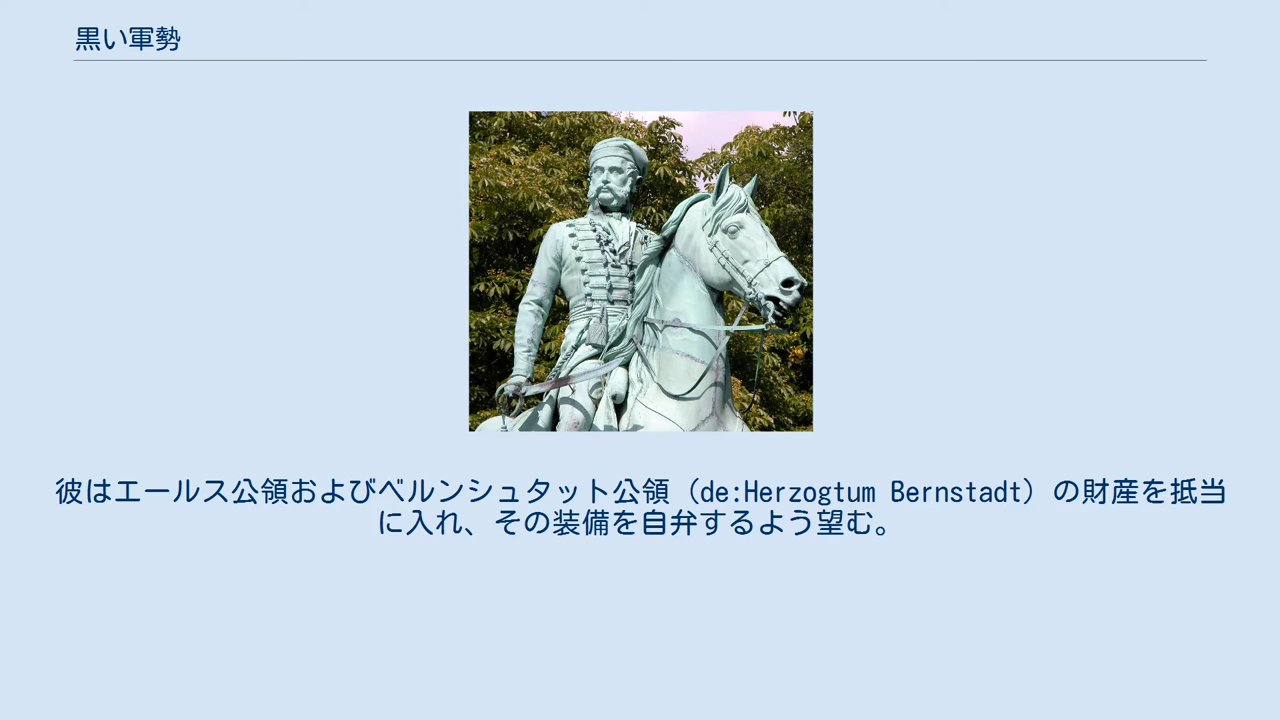 黒い軍勢
彼はエールス公領およびベルンシュタット公領（de:Herzogtum Bernstadt）の財産を抵当
に入れ、その装備を自弁するよう望む。